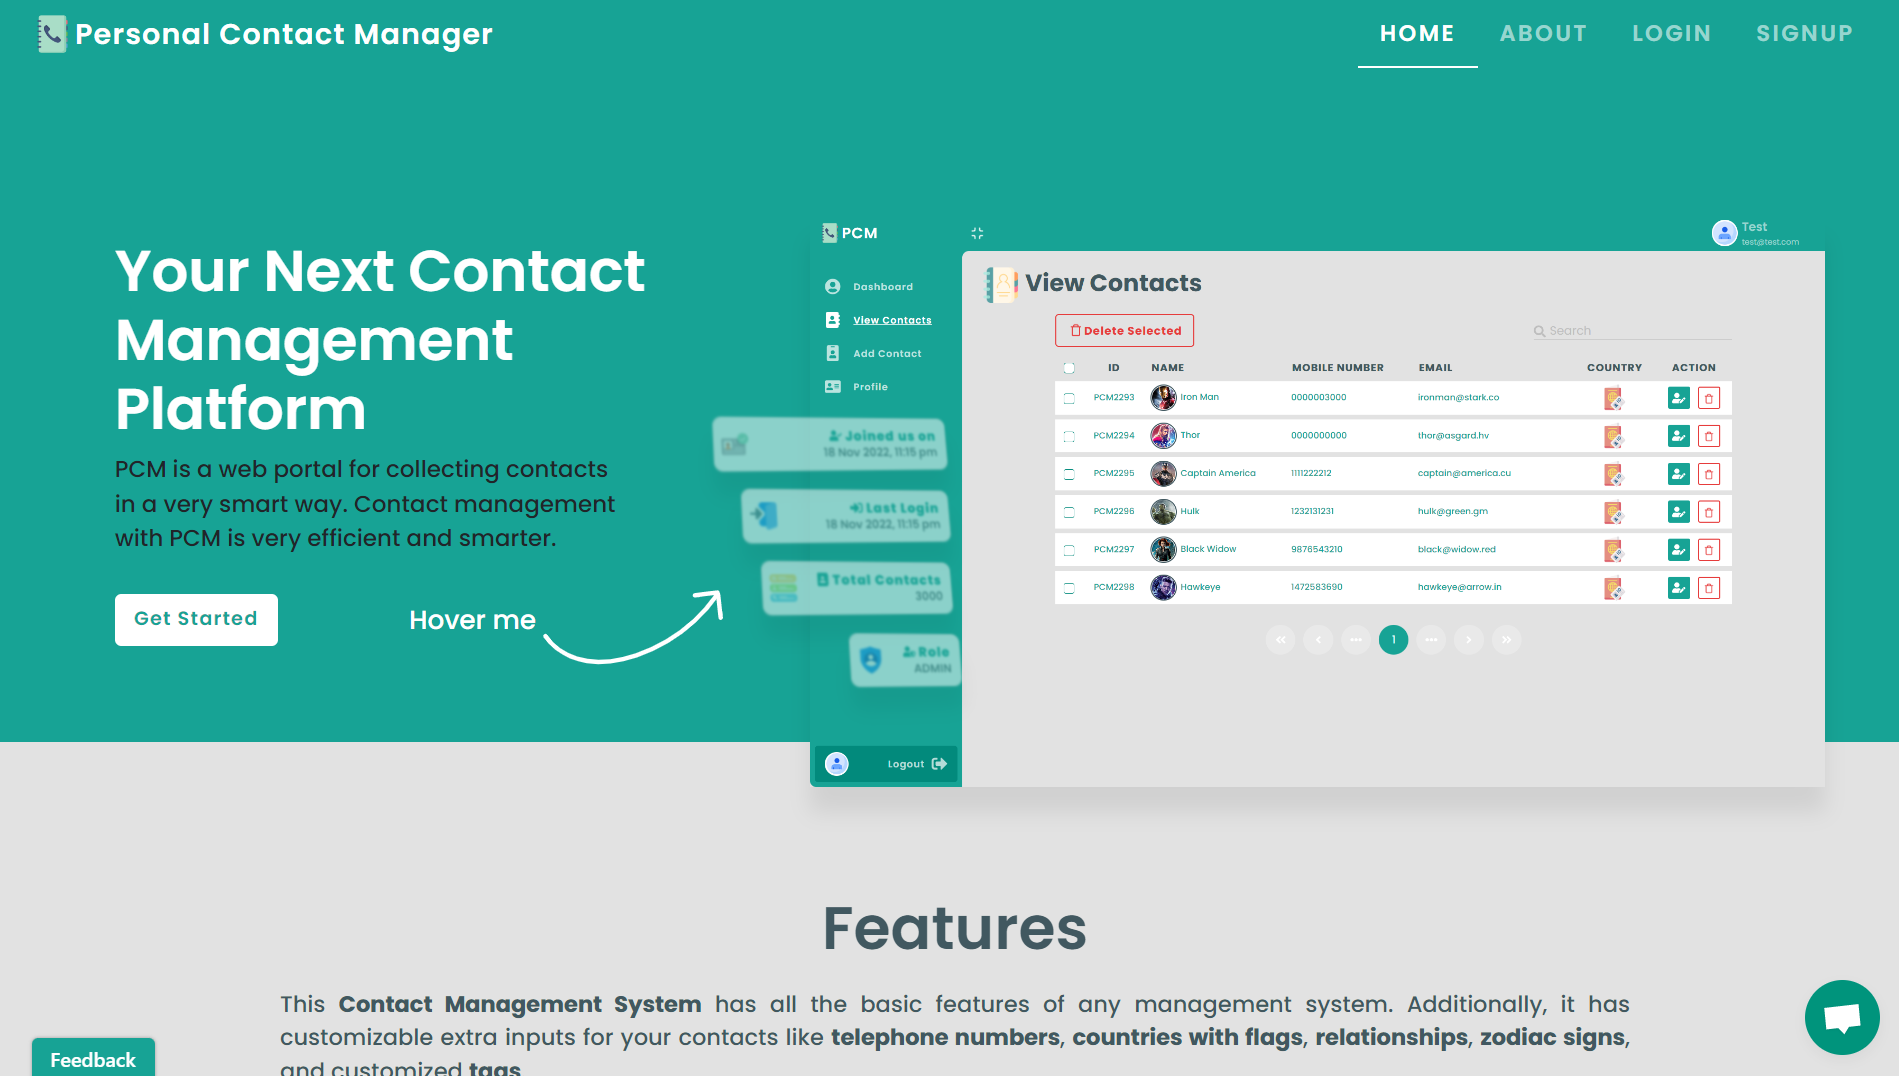 Personal Contact Manager
HOME ABOUT LOGIN SIGNUP
Your Next Contact
Management
Platform
PCM is a web portal for collecting contacts
in a very smart way. Contact management
with PCM is very efficient and smarter.
Get Started
Hover me
PCM
Test
test@test.com
Dashboard
View Contacts
Add Contact
Profile
Joined us on
18 Nov 2022, 11:15 pm
Last Login
18 Nov 2022, 11:15 pm
Total Contacts
3000
Role
ADMIN
Logout
View Contacts
Delete Selected
Search
ID NAME MOBILE NUMBER EMAIL COUNTRY ACTION
PCM2293 Iron Man 0000003000 ironman@stark.co
PCM2294 Thor 0000000000 thor@asgard.hv
PCM2295 Captain America 1111222212 captain@america.cu
PCM2296 Hulk 1232131231 hulk@green.gm
PCM2297 Black Widow 9876543210 black@widow.red
PCM2298 Hawkeye 1472583690 hawkeye@arrow.in
« ‹ ••• 1 ••• › »
Features
This Contact Management System has all the basic features of any management system. Additionally, it has
customizable extra inputs for your contacts like telephone numbers, countries with flags, relationships, zodiac signs,
and customized tags
Feedback